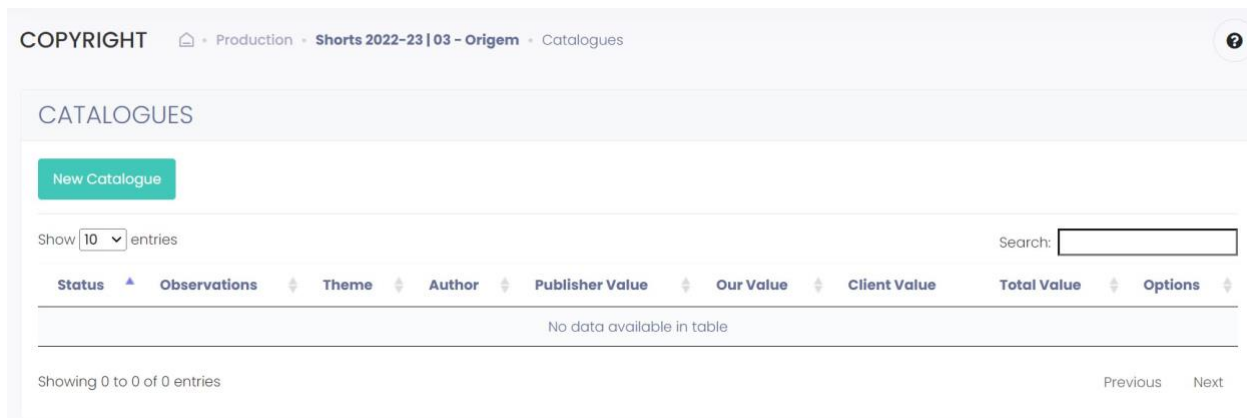 COPYRIGHT Production • Shorts 2022-23 | 03 - Origem • Catalogues
CATALOGUES
New Catalogue
Show 10 entries Search:
Status Observations Theme Author Publisher Value Our Value Client Value Total Value Options
No data available in table
Showing 0 to 0 of 0 entries Previous Next